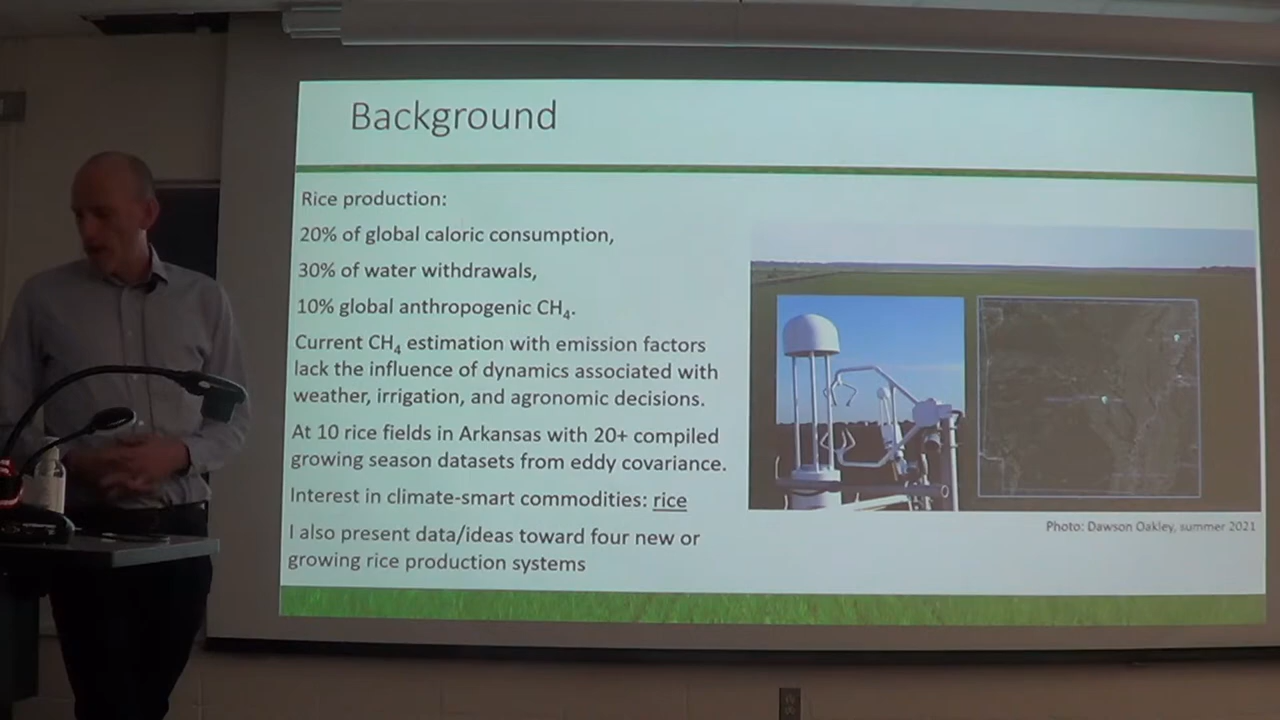 Background
Rice production:
20% of global caloric consumption,
30% of water withdrawals,
10% global anthropogenic CH₄.
Current CH₄ estimation with emission factors
lack the influence of dynamics associated with
weather, irrigation, and agronomic decisions.
At 10 rice fields in Arkansas with 20+ compiled
growing season datasets from eddy covariance.
Interest in climate-smart commodities: rice
I also present data/ideas toward four new or
growing rice production systems
Photo: Dawson Oakley, summer 2021